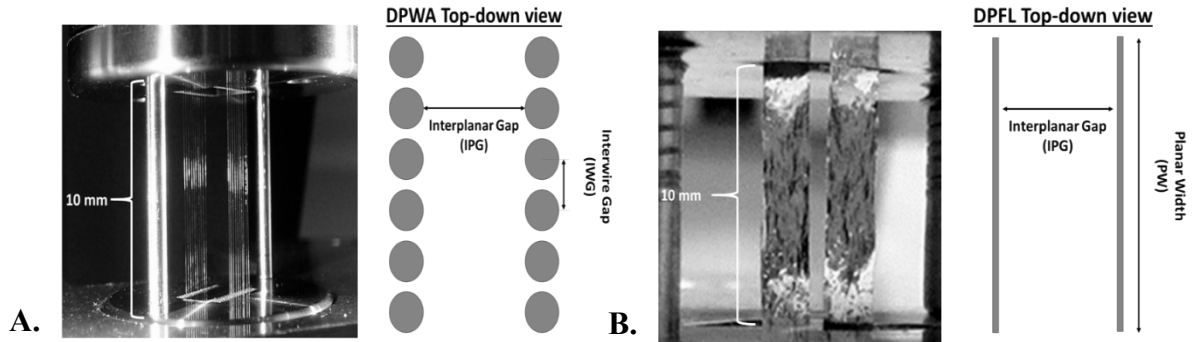 DPWA Top-down view
Interplanar Gap
(IPG)
Interwire Gap
(IWG)
10 mm
A.
DPFL Top-down view
Interplanar Gap
(IPG)
Planar Width
(PW)
10 mm
B.